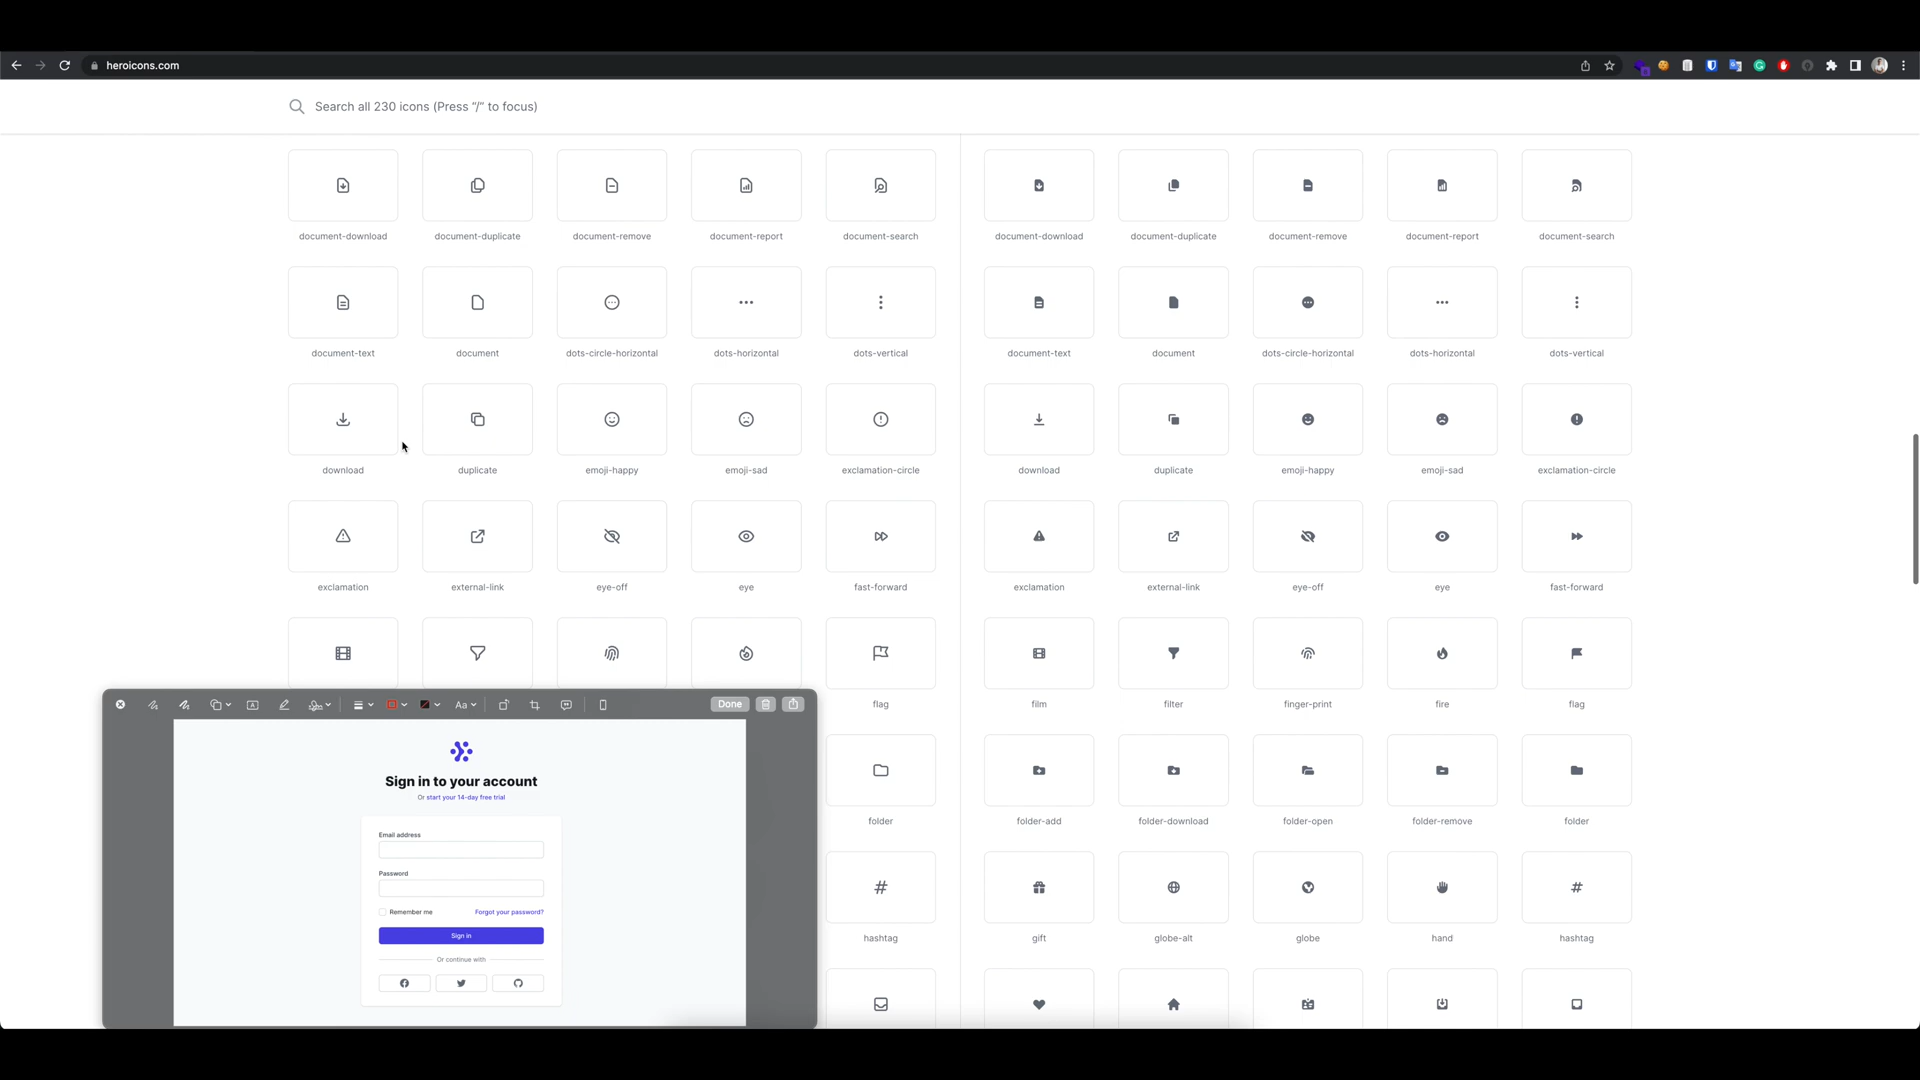 heroicons.com
Search all 230 icons (Press "/" to focus)
document-download document-duplicate document-remove document-report document-search document-download document-duplicate document-remove document-report document-search
document-text document dots-circle-horizontal dots-horizontal dots-vertical document-text document dots-circle-horizontal dots-horizontal dots-vertical
download duplicate emoji-happy emoji-sad exclamation-circle download duplicate emoji-happy emoji-sad exclamation-circle
exclamation external-link eye-off eye fast-forward exclamation external-link eye-off eye fast-forward
flag film filter finger-print fire flag
Aa Done
Sign in to your account
Or start your 14-day free trial
folder folder-add folder-download folder-open folder-remove folder
Email address
Password
Remember me Forgot your password?
Sign in
hashtag gift globe-alt globe hand hashtag
Or continue with